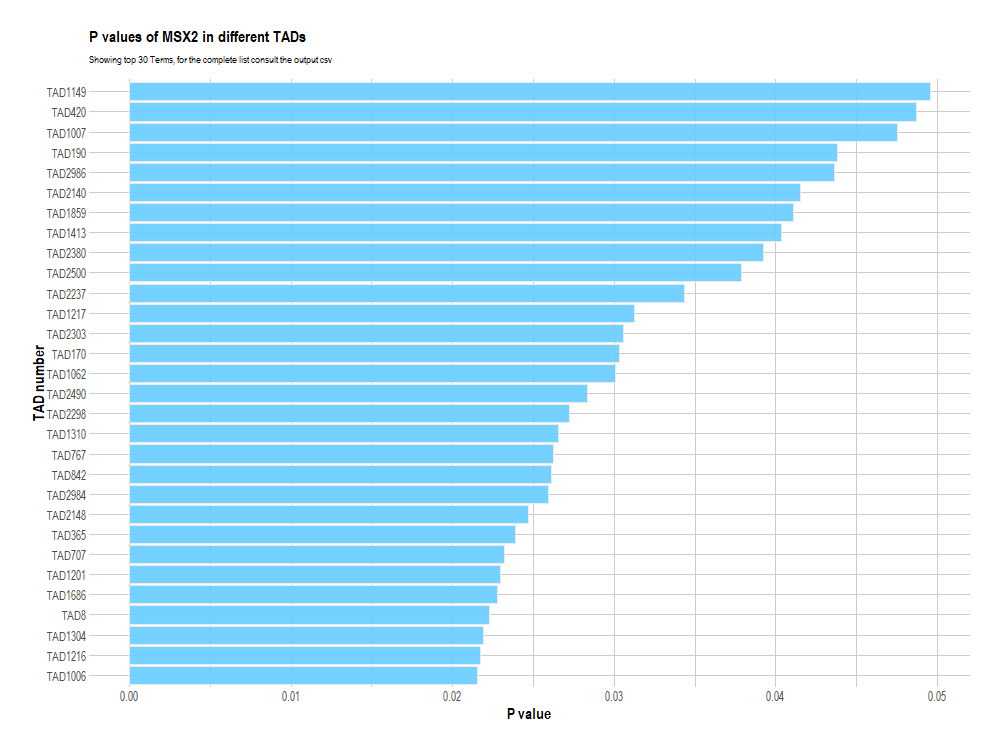 P values of MSX2 in different TADs
Showing top 30 Terms, for the complete list consult the output csv
TAD1149
TAD420
TAD1007
TAD190
TAD2986
TAD2140
TAD1859
TAD1413
TAD2380
TAD2500
TAD2237
TAD1217
TAD2303
TAD170
TAD1062
TAD2490
TAD2298
TAD1310
TAD767
TAD842
TAD2984
TAD2148
TAD365
TAD707
TAD1201
TAD1686
TAD8
TAD1304
TAD1216
TAD1006
TAD number
0.00 0.01 0.02 0.03 0.04 0.05
P value